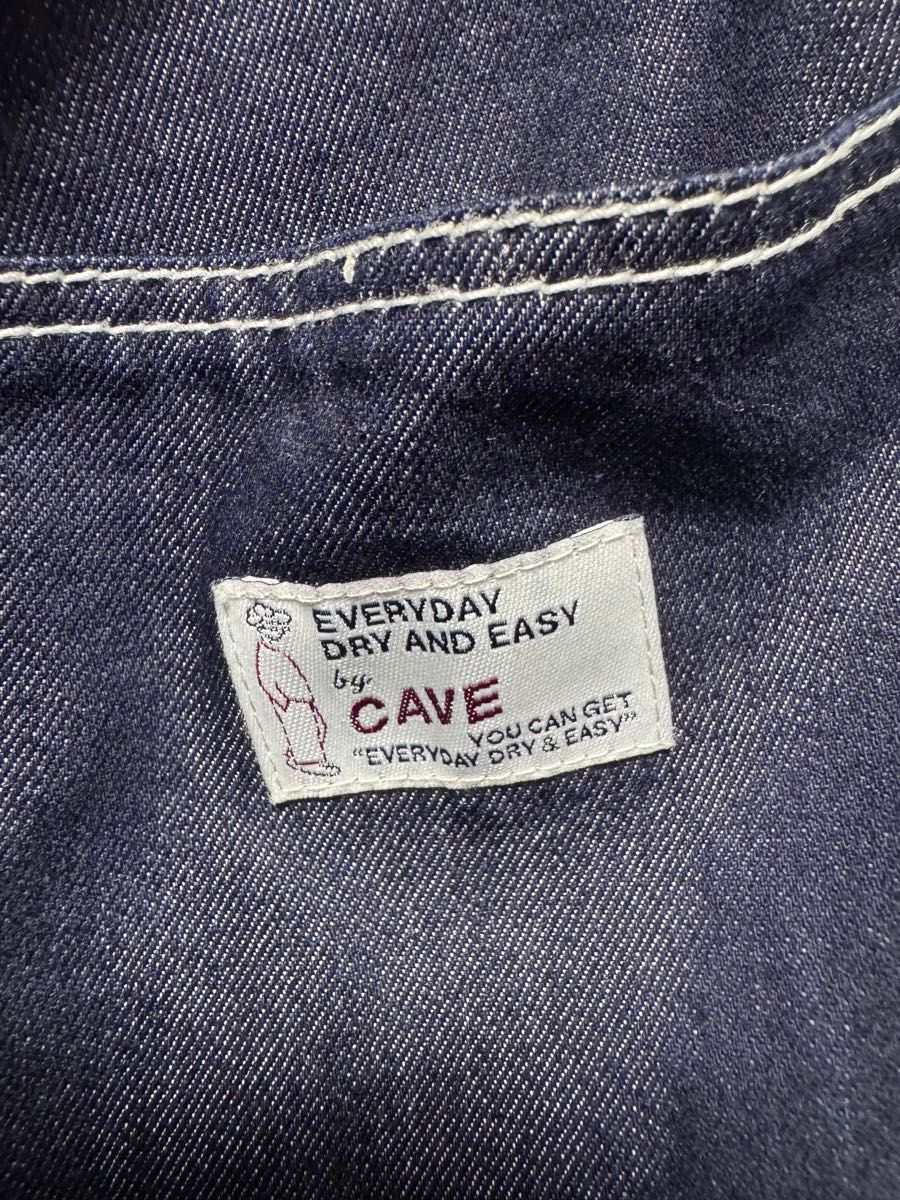 EVERYDAY
DRY AND EASY
by
CAVE
YOU CAN GET
“EVERYDAY DRY & EASY”